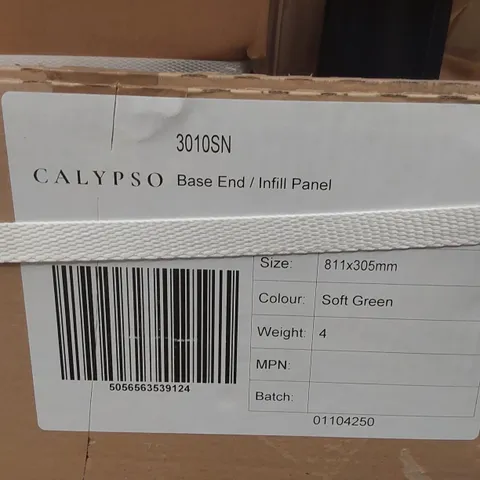 3010SN
CALYPSO Base End / Infill Panel
Size: 811x305mm
Colour: Soft Green
Weight: 4
MPN:
Batch:
5056563539124
01104250